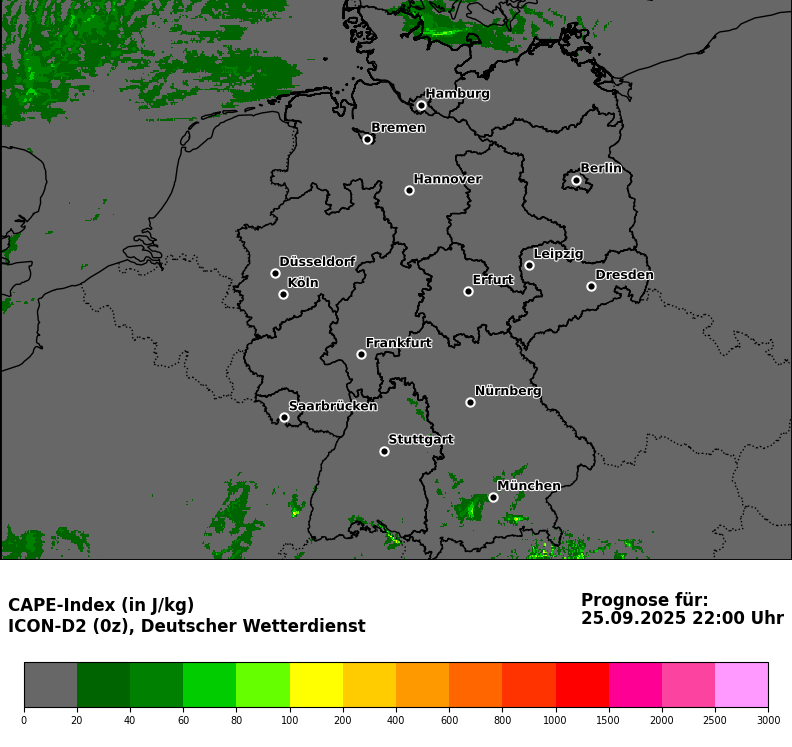 Hamburg
Bremen
Berlin
Hannover
Leipzig
Düsseldorf
Dresden
Köln
Erfurt
Frankfurt
Nürnberg
Saarbrücken
Stuttgart
München
CAPE-Index (in J/kg)
ICON-D2 (0z), Deutscher Wetterdienst
Prognose für:
25.09.2025 22:00 Uhr
0 20 40 60 80 100 200 400 600 800 1000 1500 2000 2500 3000